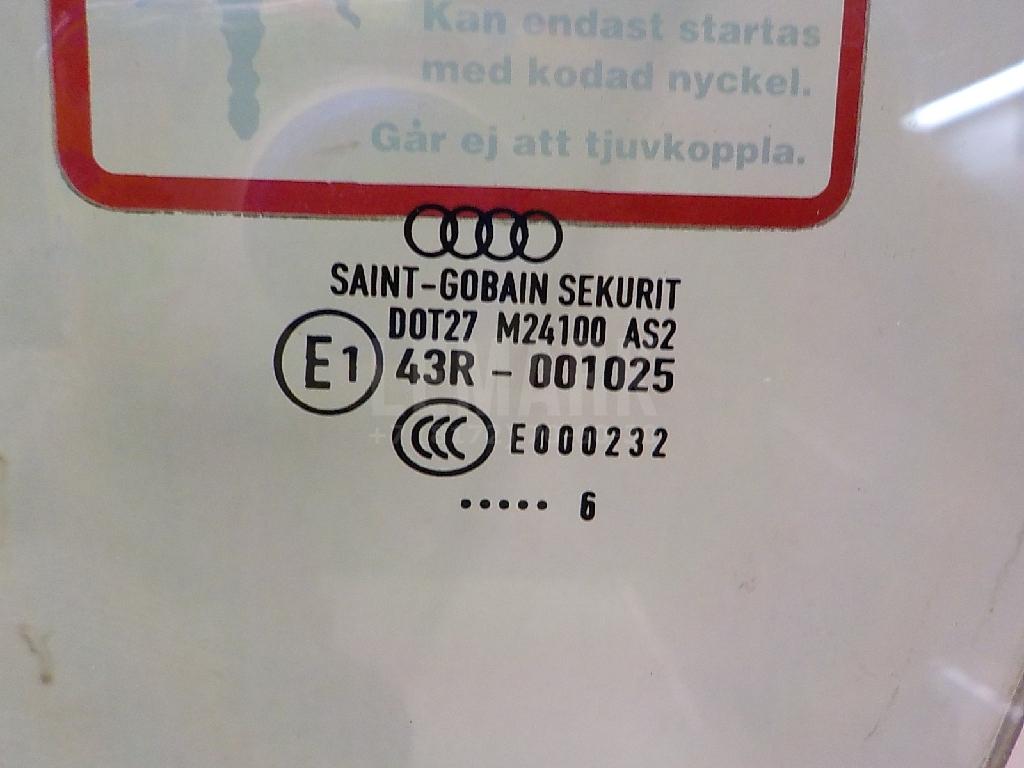 Kan endast startas
med kodad nyckel.
Går ej att tjuvkoppla.
SAINT-GOBAIN SEKURIT
DOT27 M24100 AS2
E1 43R - 001025
CCC E000232
..... 6